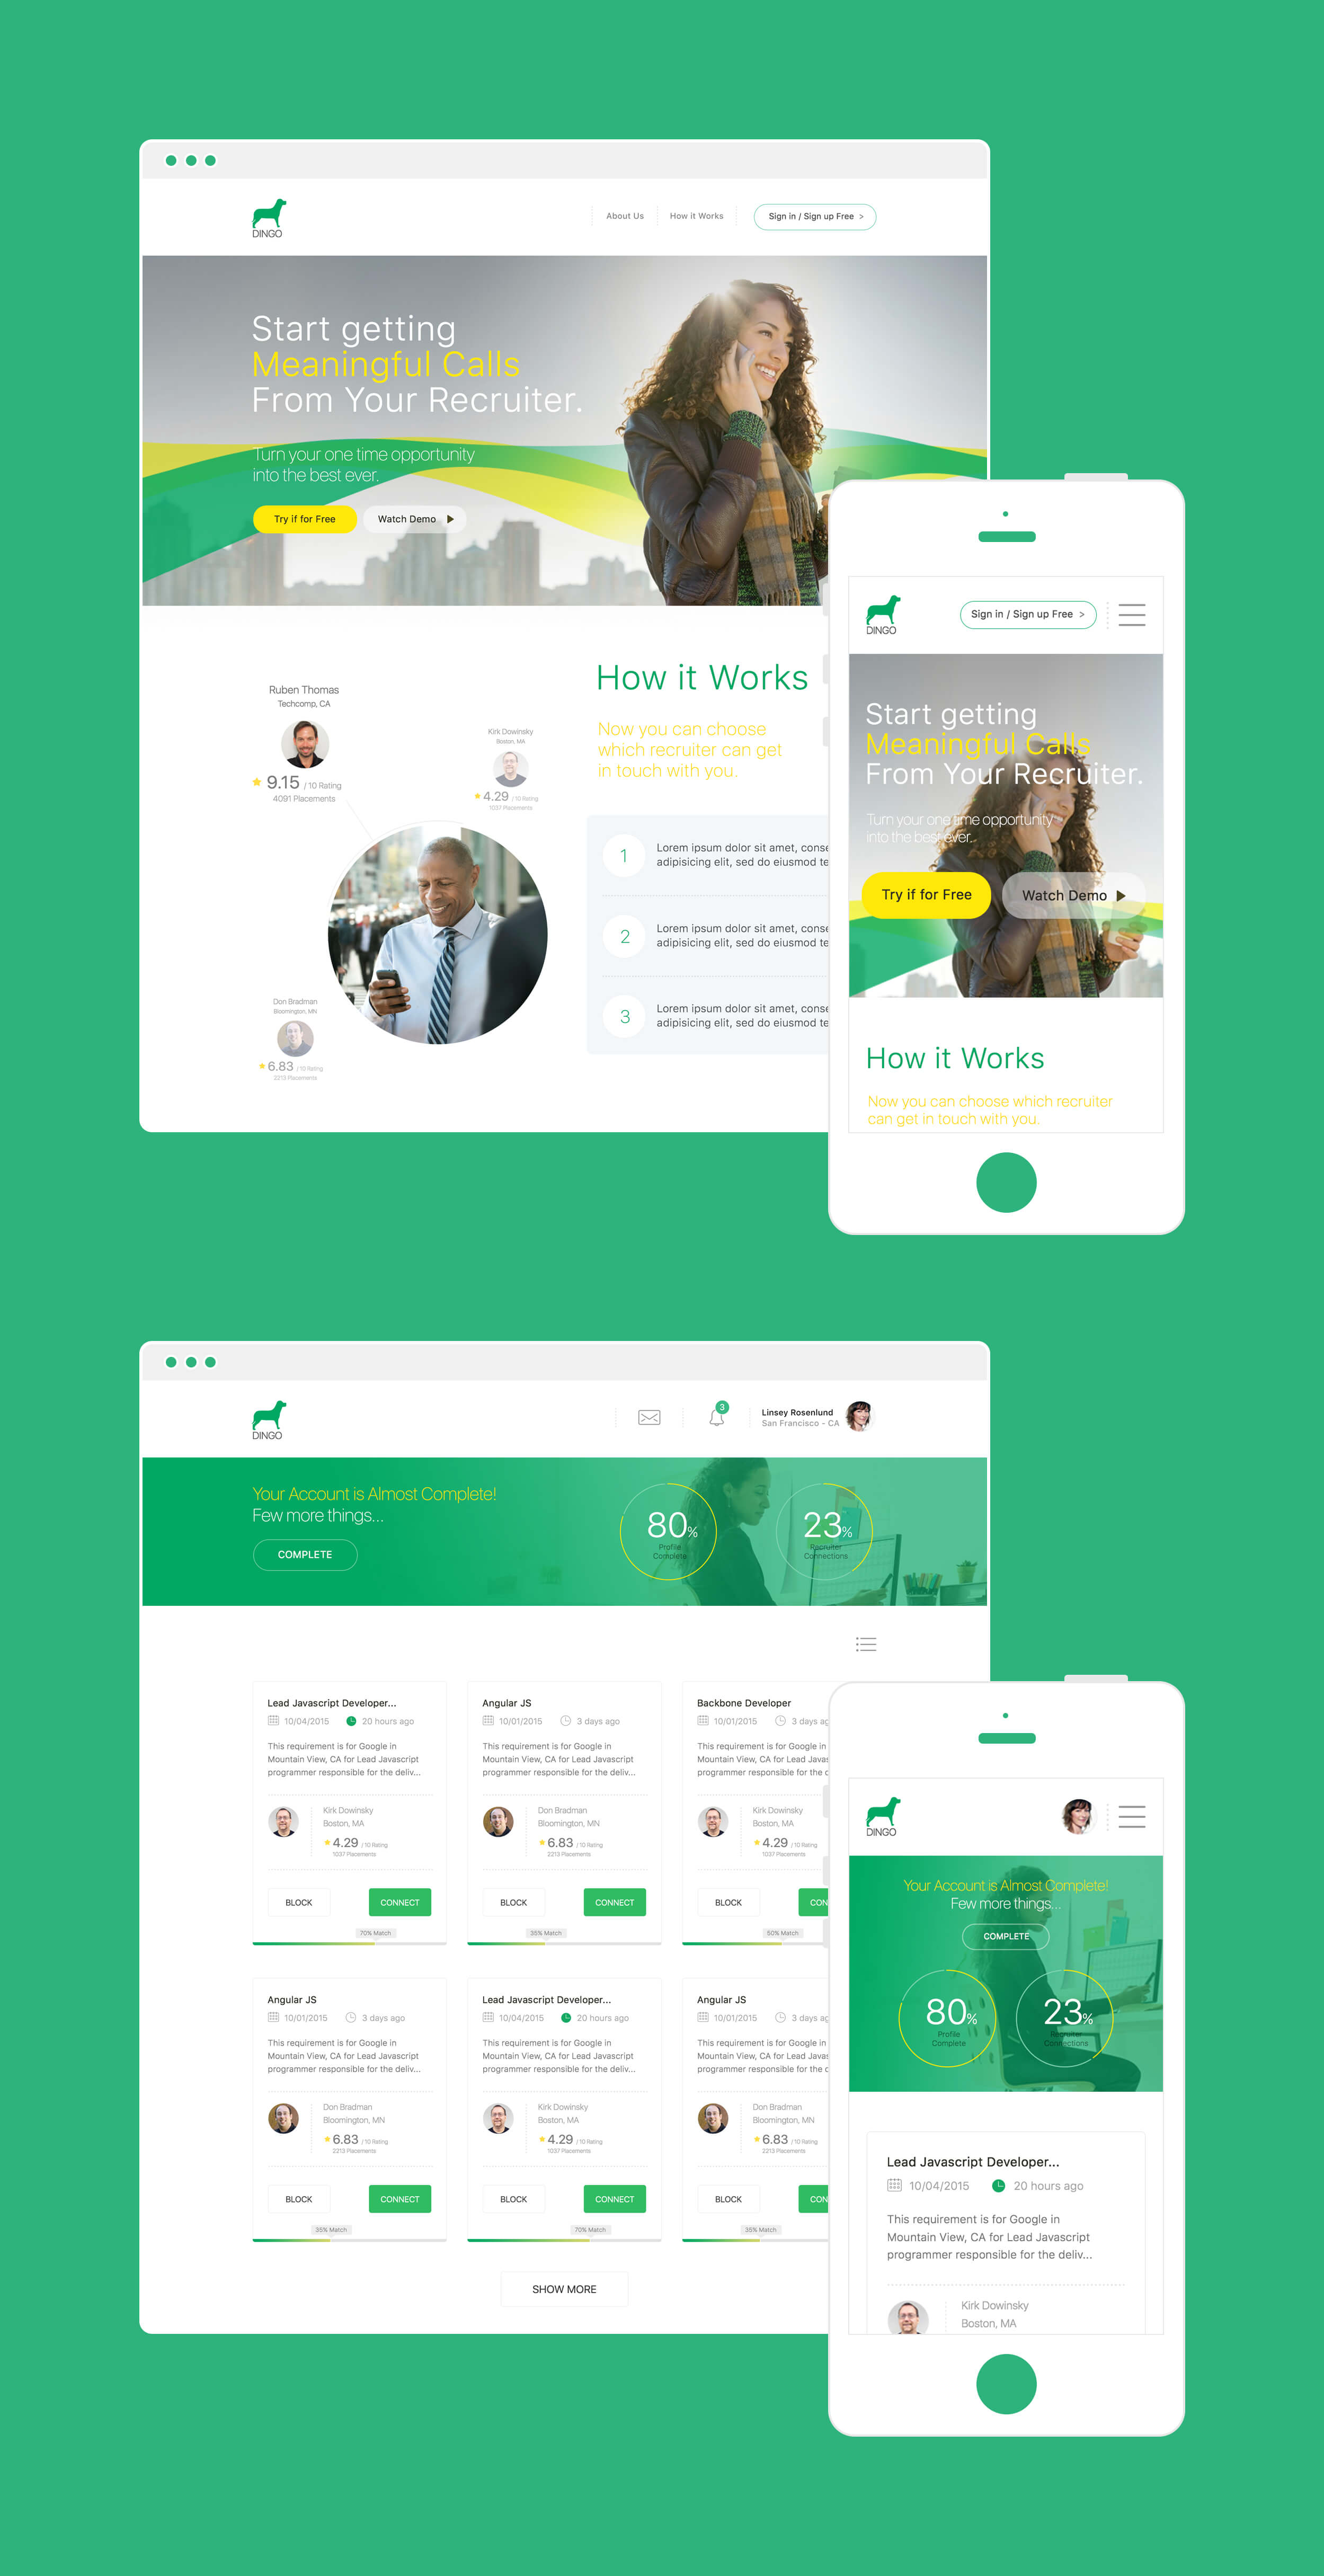 DINGO
About Us
How it Works
Sign in / Sign up Free >
Start getting
Meaningful Calls
From Your Recruiter.
Turn your one time opportunity
into the best ever.
Try if for Free
Watch Demo
Ruben Thomas
Techcomp, CA
9.15 / 10 Rating
4091 Placements
Kirk Dowinsky
Boston, MA
4.29 / 10 Rating
1037 Placements
Don Bradman
Bloomington, MN
6.83 / 10 Rating
2213 Placements
How it Works
Now you can choose
which recruiter can get
in touch with you.
1
Lorem ipsum dolor sit amet, conse
adipisicing elit, sed do eiusmod te
2
Lorem ipsum dolor sit amet, conse
adipisicing elit, sed do eiusmod te
3
Lorem ipsum dolor sit amet, conse
adipisicing elit, sed do eiusmod te
DINGO
Sign in / Sign up Free >
Start getting
Meaningful Calls
From Your Recruiter.
Turn your one time opportunity
into the best ever.
Try if for Free
Watch Demo
How it Works
Now you can choose which recruiter
can get in touch with you.
DINGO
3
Linsey Rosenlund
San Francisco - CA
Your Account is Almost Complete!
Few more things...
COMPLETE
80%
Profile
Complete
23%
Recruiter
Connections
Lead Javascript Developer...
10/04/2015
20 hours ago
This requirement is for Google in
Mountain View, CA for Lead Javascript
programmer responsible for the deliv...
Kirk Dowinsky
Boston, MA
4.29 / 10 Rating
1037 Placements
BLOCK
CONNECT
70% Match
Angular JS
10/01/2015
3 days ago
This requirement is for Google in
Mountain View, CA for Lead Javascript
programmer responsible for the deliv...
Don Bradman
Bloomington, MN
6.83 / 10 Rating
2213 Placements
BLOCK
CONNECT
35% Match
Backbone Developer
10/01/2015
3 days ag
This requirement is for Google in
Mountain View, CA for Lead Javas
programmer responsible for the d
Kirk Dowinsky
Boston, MA
4.29 / 10 Rating
1037 Placements
BLOCK
CON
50% Match
Angular JS
10/01/2015
3 days ago
This requirement is for Google in
Mountain View, CA for Lead Javascript
programmer responsible for the deliv...
Don Bradman
Bloomington, MN
6.83 / 10 Rating
2213 Placements
BLOCK
CONNECT
35% Match
Lead Javascript Developer...
10/04/2015
20 hours ago
This requirement is for Google in
Mountain View, CA for Lead Javascript
programmer responsible for the deliv...
Kirk Dowinsky
Boston, MA
4.29 / 10 Rating
1037 Placements
BLOCK
CONNECT
70% Match
Angular JS
10/01/2015
3 days ag
This requirement is for Google in
Mountain View, CA for Lead Javas
programmer responsible for the d
Don Bradman
Bloomington, MN
6.83 / 10 Rating
2213 Placements
BLOCK
CON
35% Match
SHOW MORE
DINGO
Your Account is Almost Complete!
Few more things...
COMPLETE
80%
Profile
Complete
23%
Recruiter
Connections
Lead Javascript Developer...
10/04/2015
20 hours ago
This requirement is for Google in
Mountain View, CA for Lead Javascript
programmer responsible for the deliv...
Kirk Dowinsky
Boston, MA